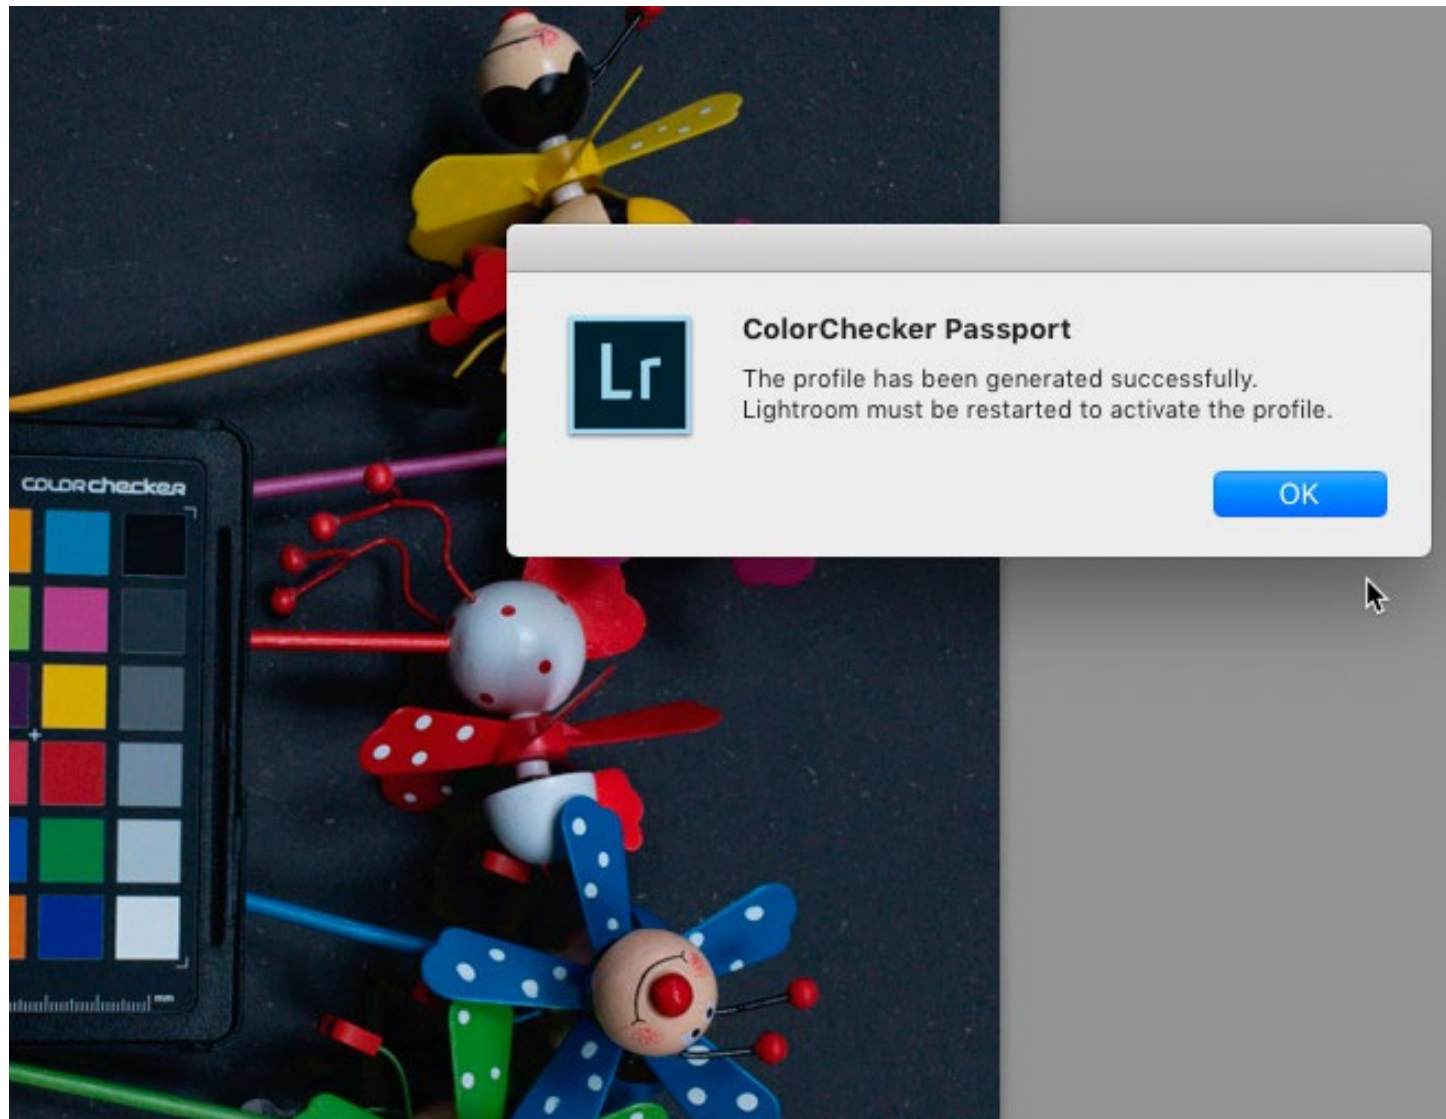 ColorChecker Passport
The profile has been generated successfully.
Lightroom must be restarted to activate the profile.
Lr
OK
colorchecker
mm